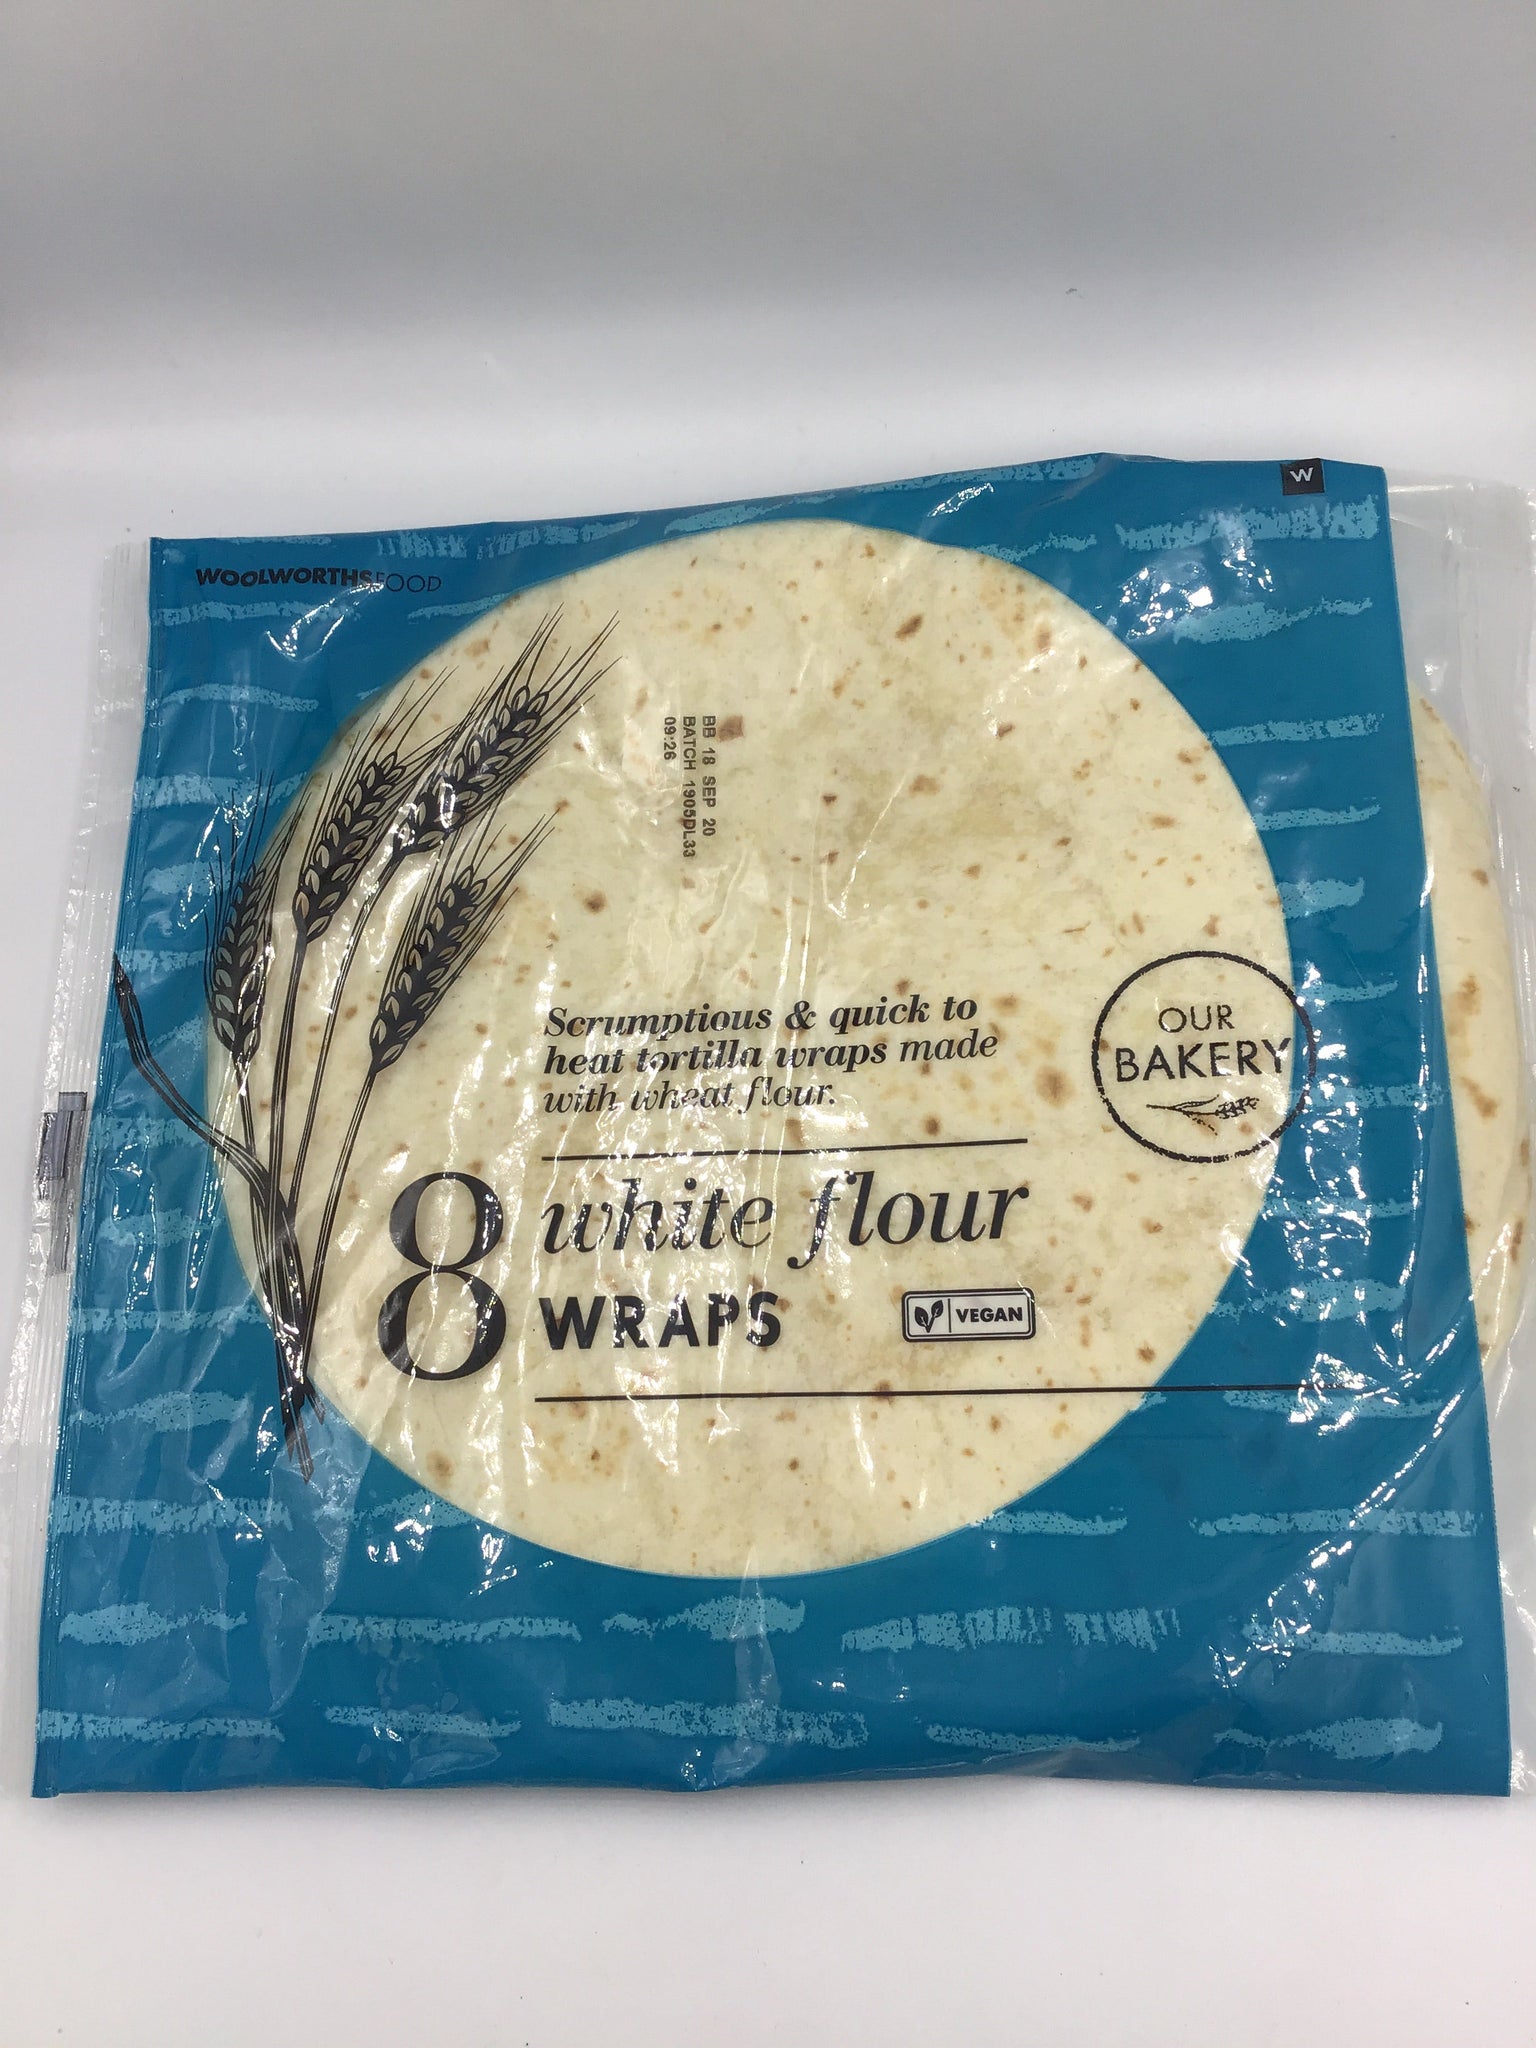 W
WOOLWORTHSFOOD
BB 18 SEP 20
BATCH 1905DL33
09:26
Scrumptious & quick to
heat tortilla wraps made
with wheat flour.
OUR
BAKERY
8 white flour
WRAPS
VEGAN